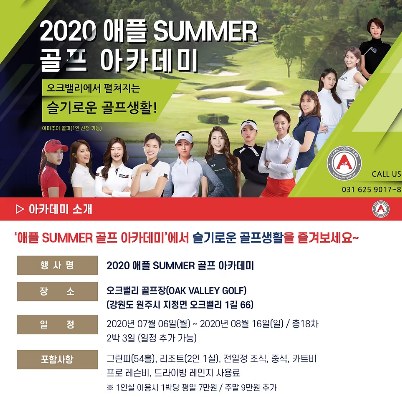 2020 애플 SUMMER
골프 아카데미
오크밸리에서 펼쳐지는
슬기로운 골프생활!
CALL US
031 625 9017~8
▷ 아카데미 소개
'애플 SUMMER 골프 아카데미'에서 슬기로운 골프생활을 즐겨보세요~
행 사 명 2020 애플 SUMMER 골프 아카데미
장 소 오크밸리 골프장(OAK VALLEY GOLF)
(강원도 원주시 지정면 오크밸리 1길 66)
일 정 2020년 07월 06일(월) ~ 2020년 08월 16일(일) / 총18차
2박 3일 (일정 추가 가능)
포함사항 그린피(54홀), 리조트(2인 1실), 전일정 조식, 중식, 카트비
프로 레슨비, 드라이빙 레인지 사용료
※ 1인실 이용시 1박당 평일 7만원 / 주말 9만원 추가